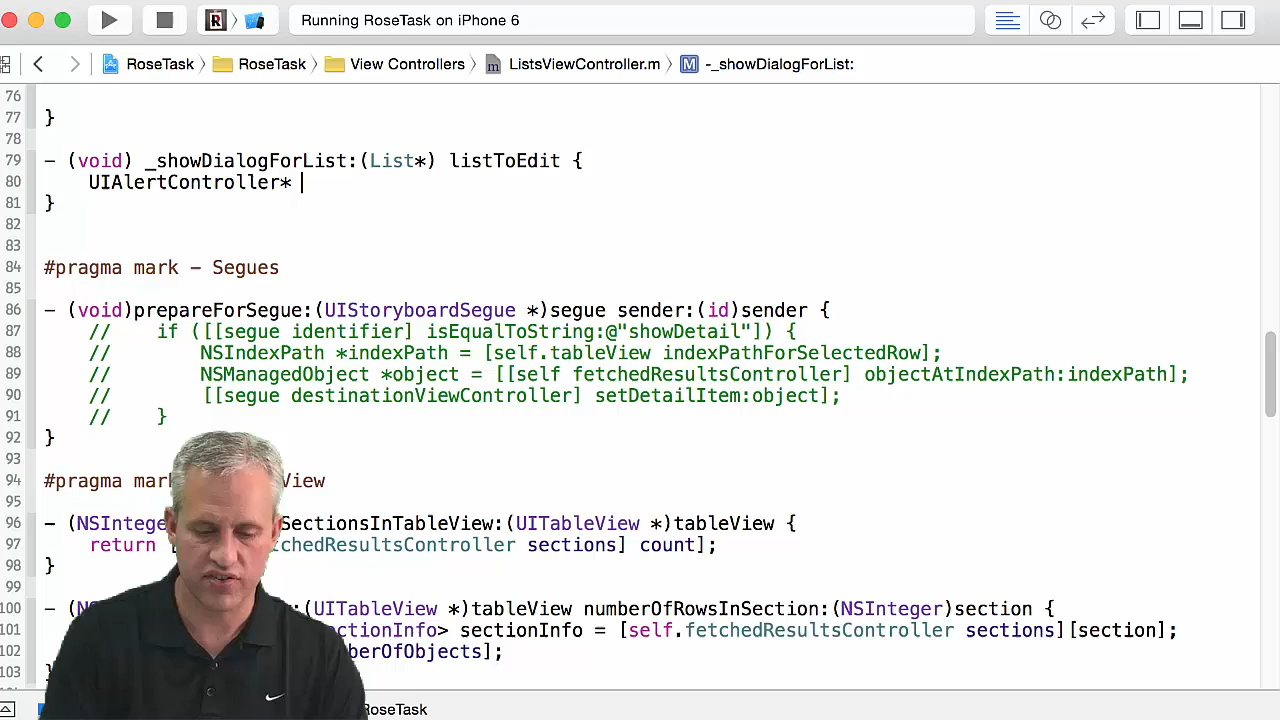 Running RoseTask on iPhone 6
RoseTask RoseTask View Controllers ListsViewController.m M -_showDialogForList:
76
77 }
78
79 - (void) _showDialogForList:(List*) listToEdit {
80 UIAlertController*
81 }
82
83
84 #pragma mark - Segues
85
86 - (void)prepareForSegue:(UIStoryboardSegue *)segue sender:(id)sender {
87 // if ([[segue identifier] isEqualToString:@"showDetail"]) {
88 // NSIndexPath *indexPath = [self.tableView indexPathForSelectedRow];
89 // NSManagedObject *object = [[self fetchedResultsController] objectAtIndexPath:indexPath];
90 // [[segue destinationViewController] setDetailItem:object];
91 // }
92 }
93
94 #pragma mar View
95
96 - (NSIntege SectionsInTableView:(UITableView *)tableView {
97 return [ tchedResultsController sections] count];
98 }
99
100 - (N :(UITableView *)tableView numberOfRowsInSection:(NSInteger)section {
101 ctionInfo> sectionInfo = [self.fetchedResultsController sections][section];
102 berOfObjects];
103
RoseTask